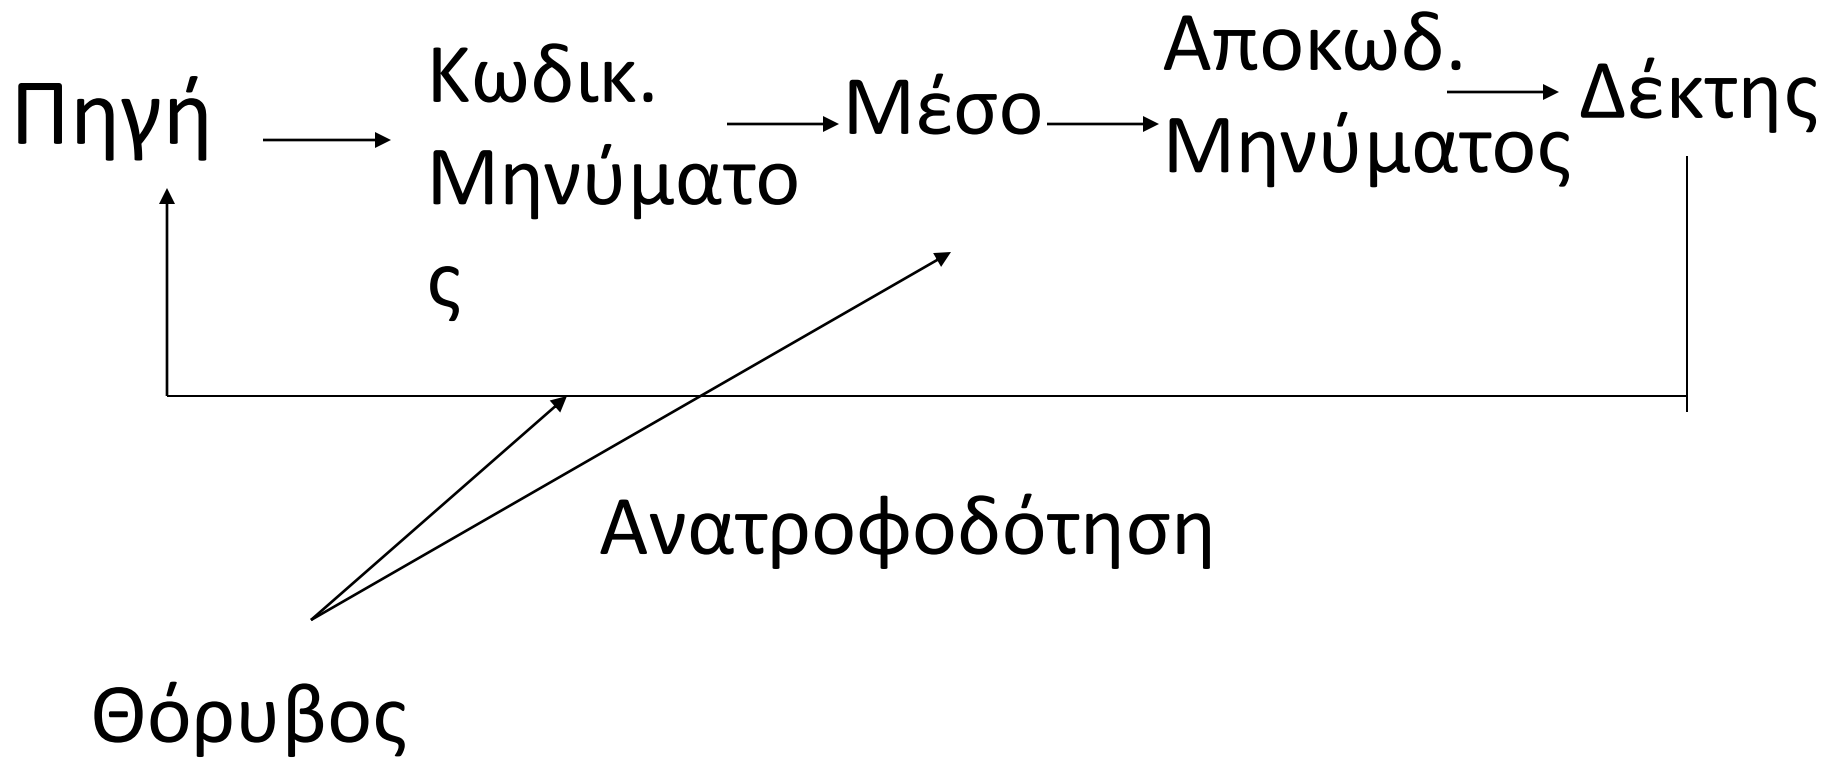 Πηγή
Κωδικ.
Μηνύματο
ς
Μέσο
Αποκωδ.
Μηνύματος
Δέκτης
Ανατροφοδότηση
Θόρυβος